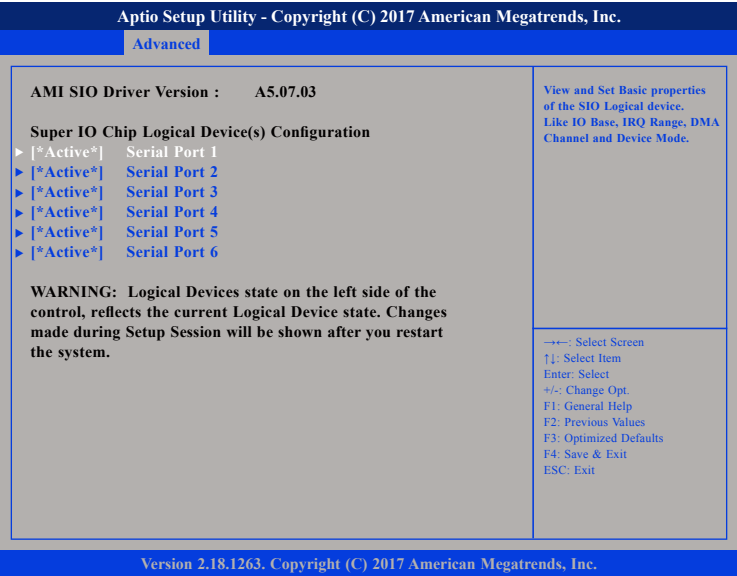 Aptio Setup Utility - Copyright (C) 2017 American Megatrends, Inc.
Advanced
AMI SIO Driver Version : A5.07.03
Super IO Chip Logical Device(s) Configuration
► [*Active*] Serial Port 1
► [*Active*] Serial Port 2
► [*Active*] Serial Port 3
► [*Active*] Serial Port 4
► [*Active*] Serial Port 5
► [*Active*] Serial Port 6
WARNING: Logical Devices state on the left side of the
control, reflects the current Logical Device state. Changes
made during Setup Session will be shown after you restart
the system.
View and Set Basic properties
of the SIO Logical device.
Like IO Base, IRQ Range, DMA
Channel and Device Mode.
→←: Select Screen
↑↓: Select Item
Enter: Select
+/-: Change Opt.
F1: General Help
F2: Previous Values
F3: Optimized Defaults
F4: Save & Exit
ESC: Exit
Version 2.18.1263. Copyright (C) 2017 American Megatrends, Inc.